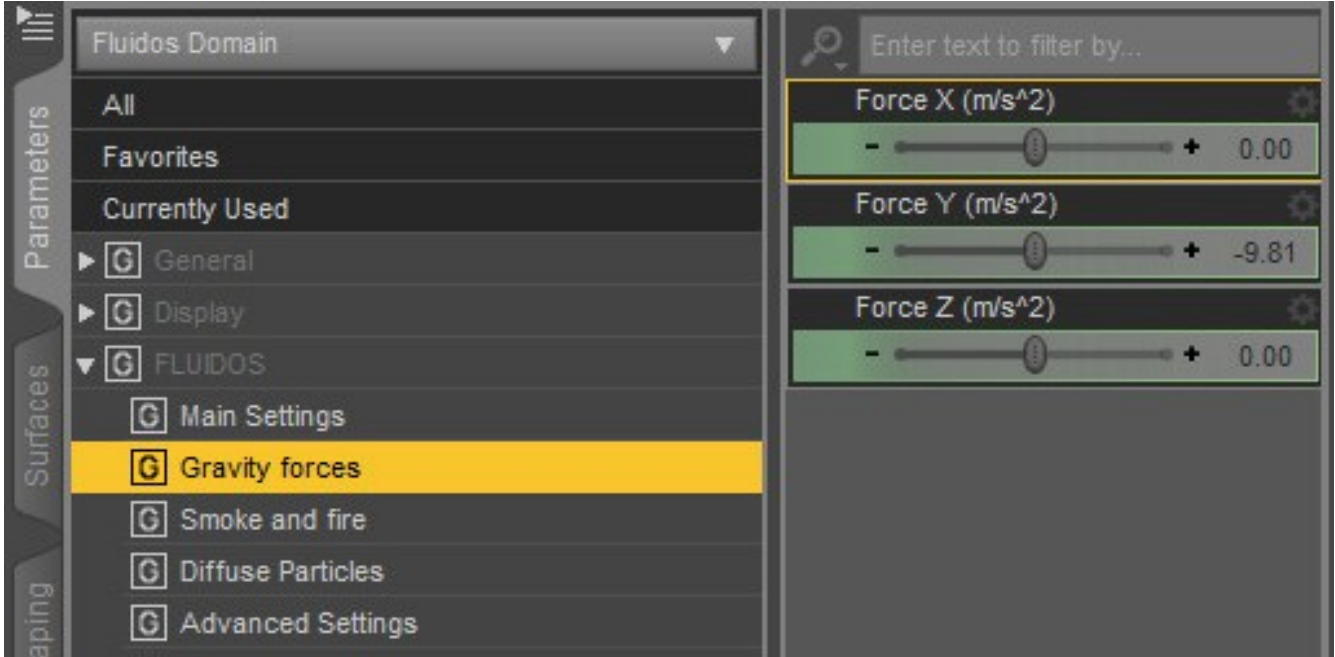 Parameters
Surfaces
aping
Fluidos Domain
All
Favorites
Currently Used
G General
G Display
G FLUIDOS
G Main Settings
G Gravity forces
G Smoke and fire
G Diffuse Particles
G Advanced Settings
Enter text to filter by...
Force X (m/s^2)
- + 0.00
Force Y (m/s^2)
- + -9.81
Force Z (m/s^2)
- + 0.00